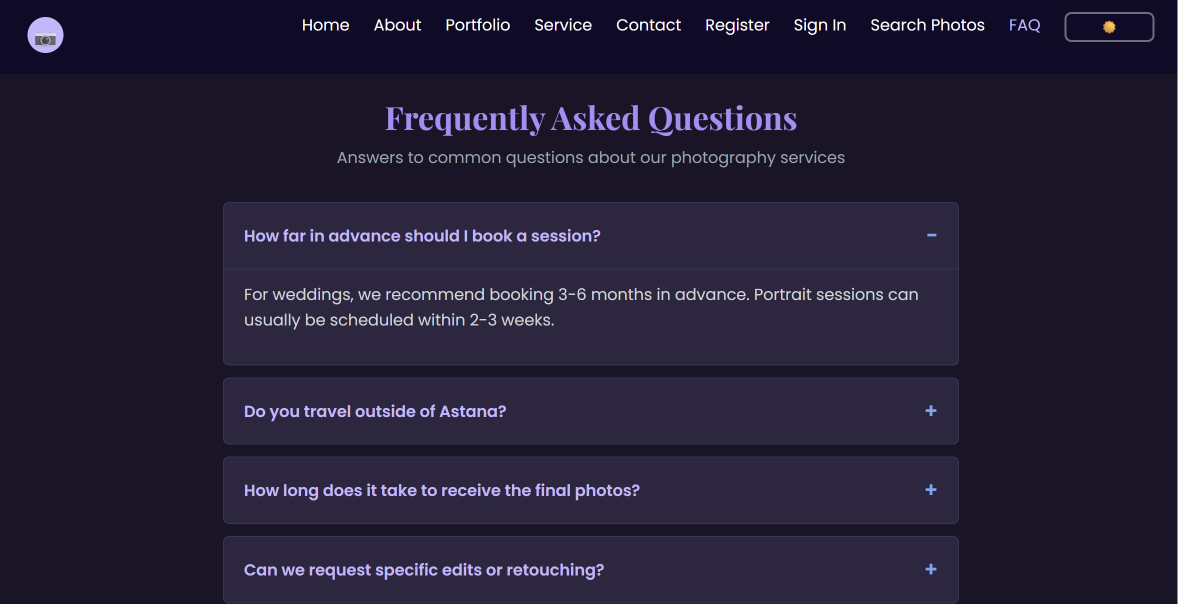 Home About Portfolio Service Contact Register Sign In Search Photos FAQ
Frequently Asked Questions
Answers to common questions about our photography services
How far in advance should I book a session? −
For weddings, we recommend booking 3-6 months in advance. Portrait sessions can
usually be scheduled within 2-3 weeks.
Do you travel outside of Astana? +
How long does it take to receive the final photos? +
Can we request specific edits or retouching? +